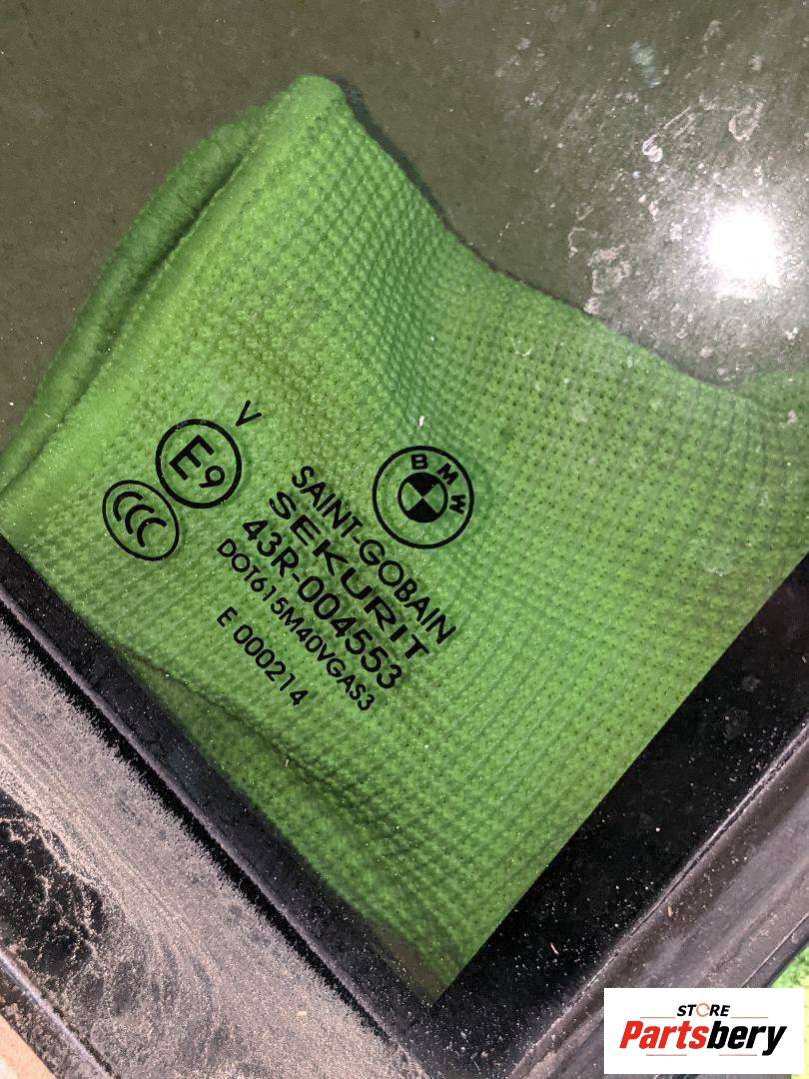 V
E9
CCC
BMW
SAINT-GOBAIN
SEKURIT
43R-004553
DOT615M40VGAS3
E 000214
STORE
Partsbery